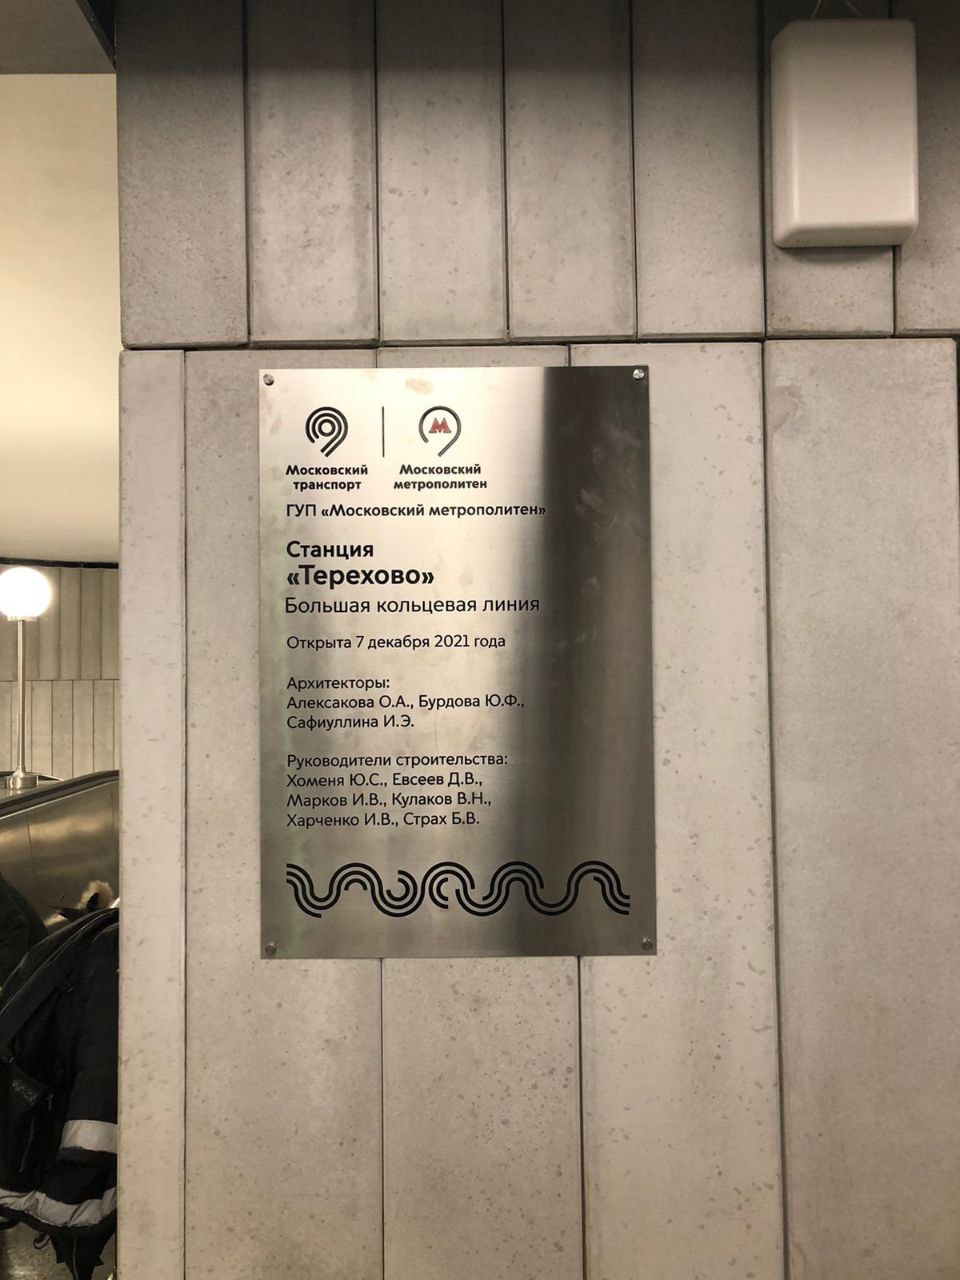 Московский
транспорт
М
Московский
метрополитен
ГУП «Московский метрополитен»
Станция
«Терехово»
Большая кольцевая линия
Открыта 7 декабря 2021 года
Архитекторы:
Алексакова О.А., Бурдова Ю.Ф.,
Сафиуллина И.Э.
Руководители строительства:
Хоменя Ю.С., Евсеев Д.В.,
Марков И.В., Кулаков В.Н.,
Харченко И.В., Страх Б.В.